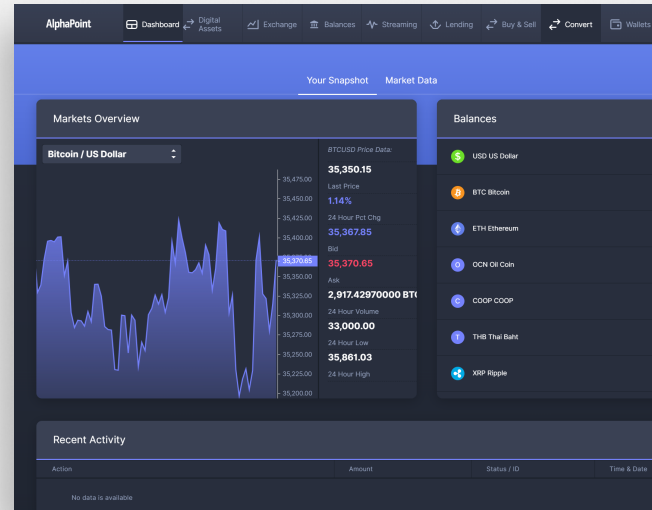 AlphaPoint
Dashboard
Digital
Assets
Exchange
Balances
Streaming
Lending
Buy & Sell
Convert
Wallets
Your Snapshot
Market Data
Markets Overview
Bitcoin / US Dollar
35,475.00
35,450.00
35,425.00
35,400.00
35,370.65
35,350.00
35,325.00
35,300.00
35,275.00
35,250.00
35,225.00
35,200.00
BTCUSD Price Data:
35,350.15
Last Price
1.14%
24 Hour Pct Chg
35,367.85
Bid
35,370.65
Ask
2,917.42970000 BTC
24 Hour Volume
33,000.00
24 Hour Low
35,861.03
24 Hour High
Balances
USD US Dollar
BTC Bitcoin
ETH Ethereum
OCN Oil Coin
COOP COOP
THB Thai Baht
XRP Ripple
Recent Activity
Action
Amount
Status / ID
Time & Date
No data is available